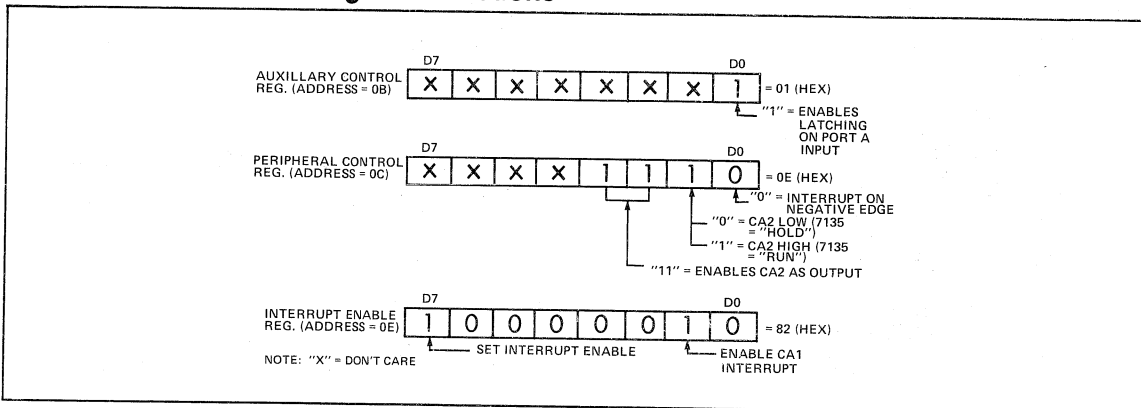 D7 D0
AUXILLARY CONTROL
REG. (ADDRESS = 0B)
X X X X X X X 1 = 01 (HEX)
"1" = ENABLES
LATCHING
ON PORT A
INPUT
D7 D0
PERIPHERAL CONTROL
REG. (ADDRESS = 0C)
X X X X 1 1 1 0 = 0E (HEX)
"0" = INTERRUPT ON
NEGATIVE EDGE
"0" = CA2 LOW (7135
= "HOLD")
"1" = CA2 HIGH (7135
= "RUN")
"11" = ENABLES CA2 AS OUTPUT
D7 D0
INTERRUPT ENABLE
REG. (ADDRESS = 0E)
1 0 0 0 0 0 1 0 = 82 (HEX)
SET INTERRUPT ENABLE
ENABLE CA1
INTERRUPT
NOTE: "X" = DON'T CARE